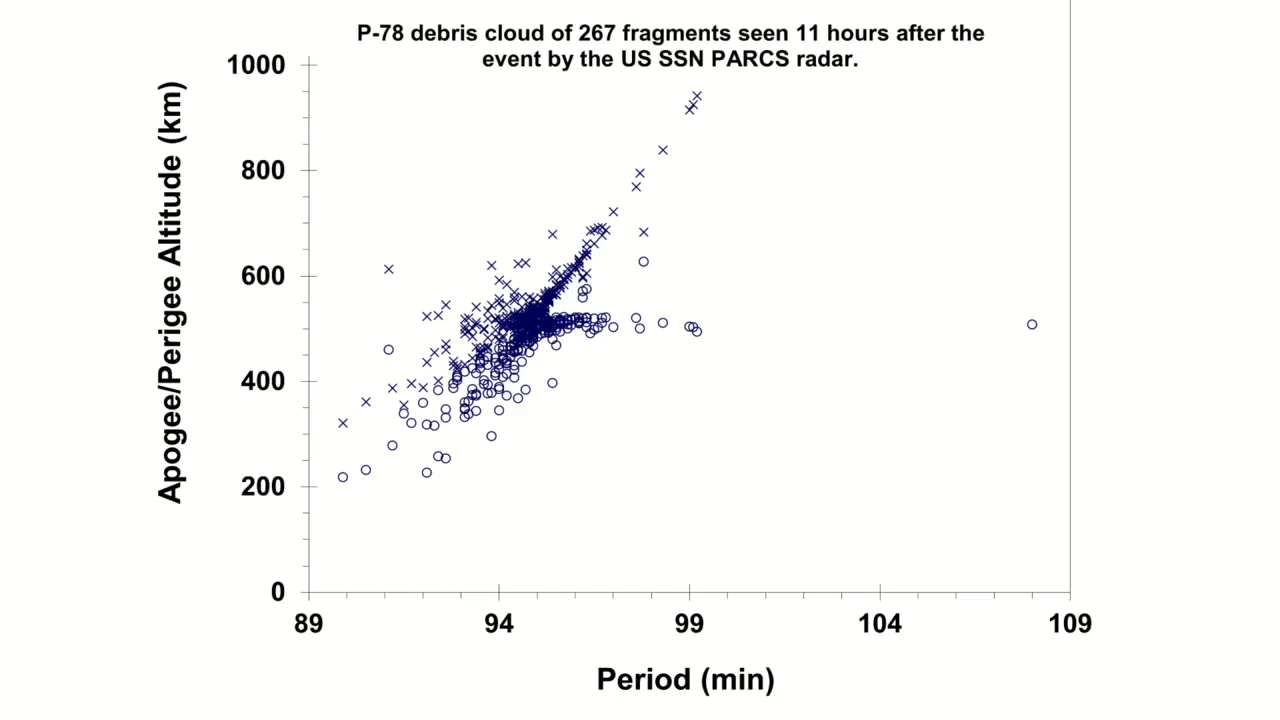 P-78 debris cloud of 267 fragments seen 11 hours after the
event by the US SSN PARCS radar.
Apogee/Perigee Altitude (km)
1000
800
600
400
200
0
89 94 99 104 109
Period (min)